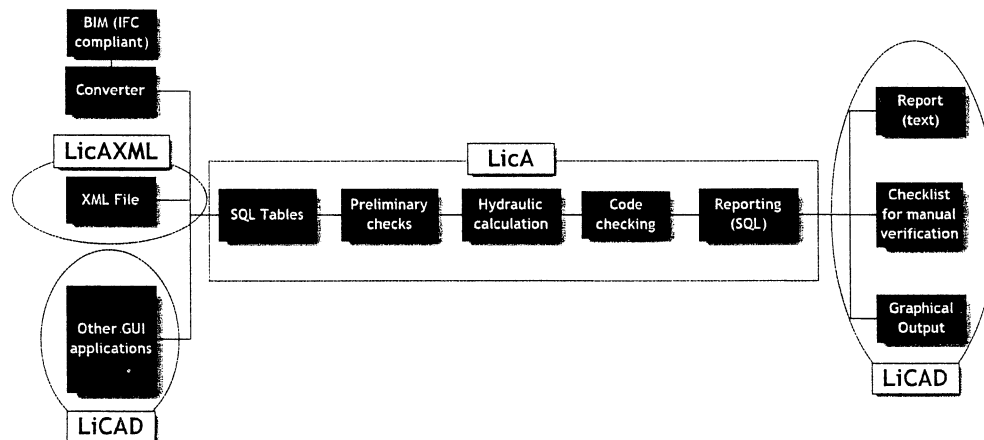 BIM (IFC
compliant)
Converter
LicAXML
XML File
Other GUI
applications
LiCAD
LicA
SQL Tables
Preliminary
checks
Hydraulic
calculation
Code
checking
Reporting
(SQL)
Report
(text)
Checklist
for manual
verification
Graphical
Output
LiCAD